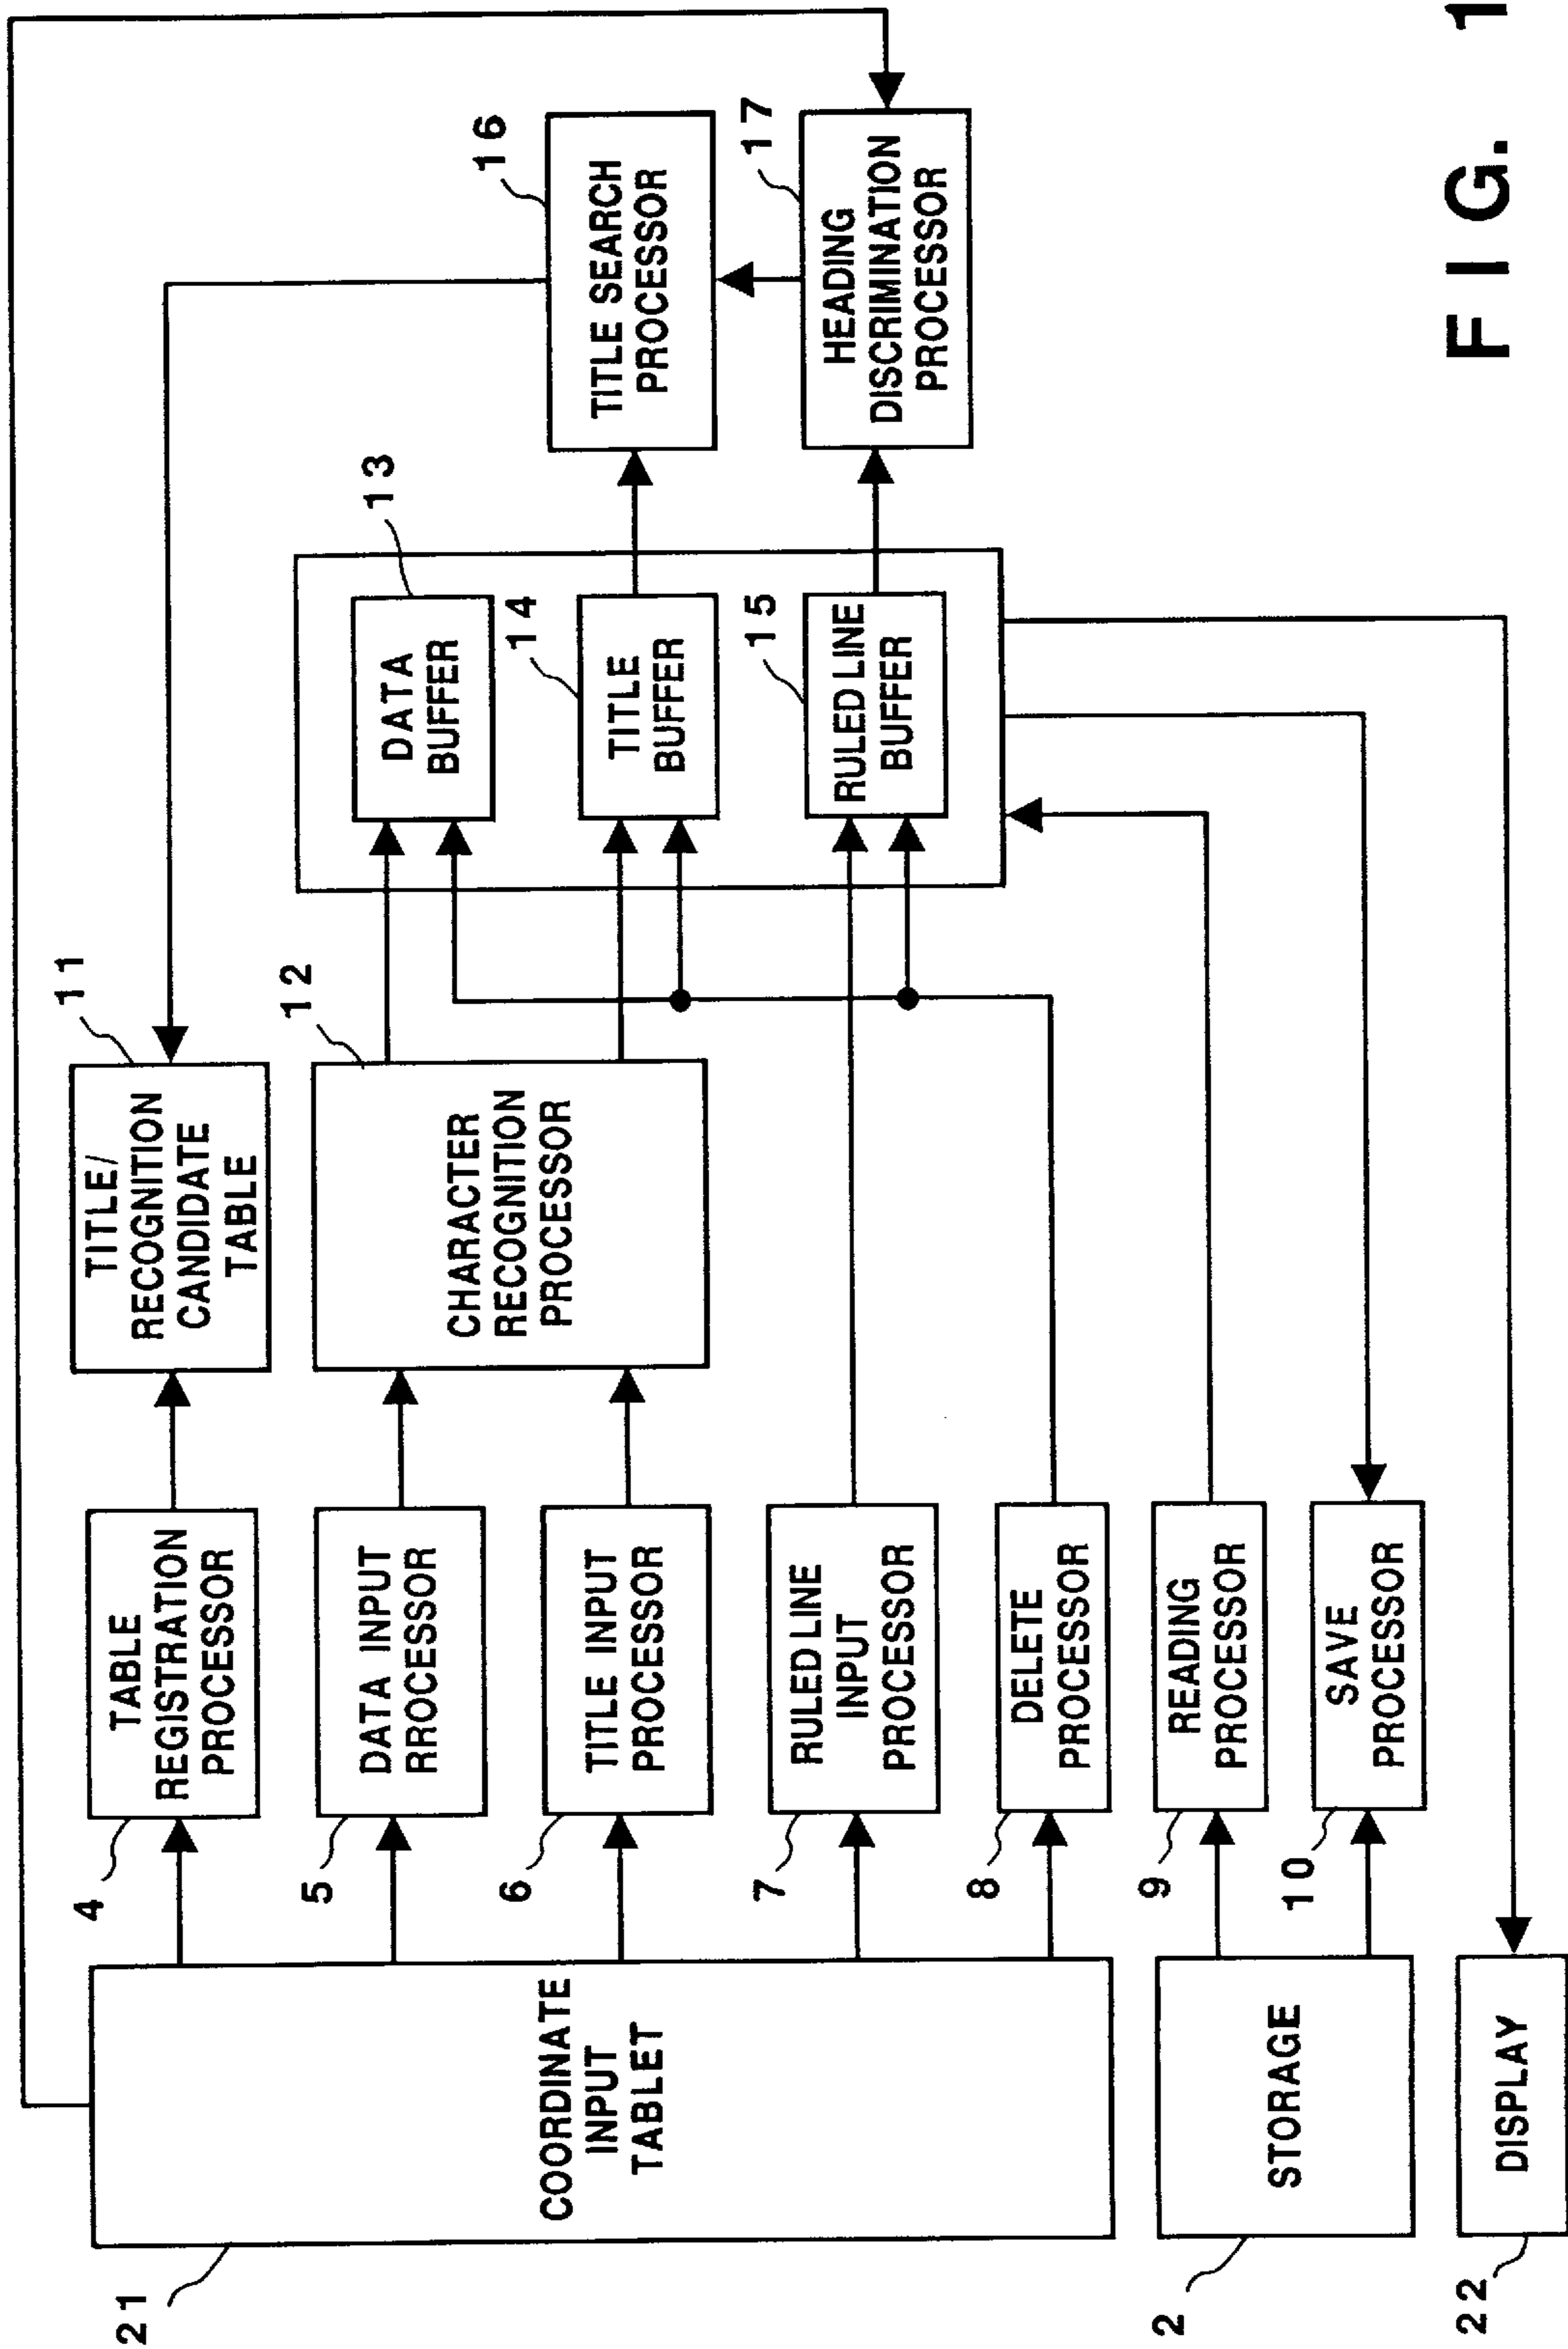 21
COORDINATE
INPUT
TABLET
2
STORAGE
22
DISPLAY
4
TABLE
REGISTRATION
PROCESSOR
5
DATA INPUT
RROCESSOR
6
TITLE INPUT
PROCESSOR
7
RULED LINE
INPUT
PROCESSOR
8
DELETE
PROCESSOR
9
READING
PROCESSOR
10
SAVE
PROCESSOR
11
TITLE/
RECOGNITION
CANDIDATE
TABLE
12
CHARACTER
RECOGNITION
PROCESSOR
13
DATA
BUFFER
14
TITLE
BUFFER
15
RULED LINE
BUFFER
16
TITLE SEARCH
PROCESSOR
17
HEADING
DISCRIMINATION
PROCESSOR
FIG. 1